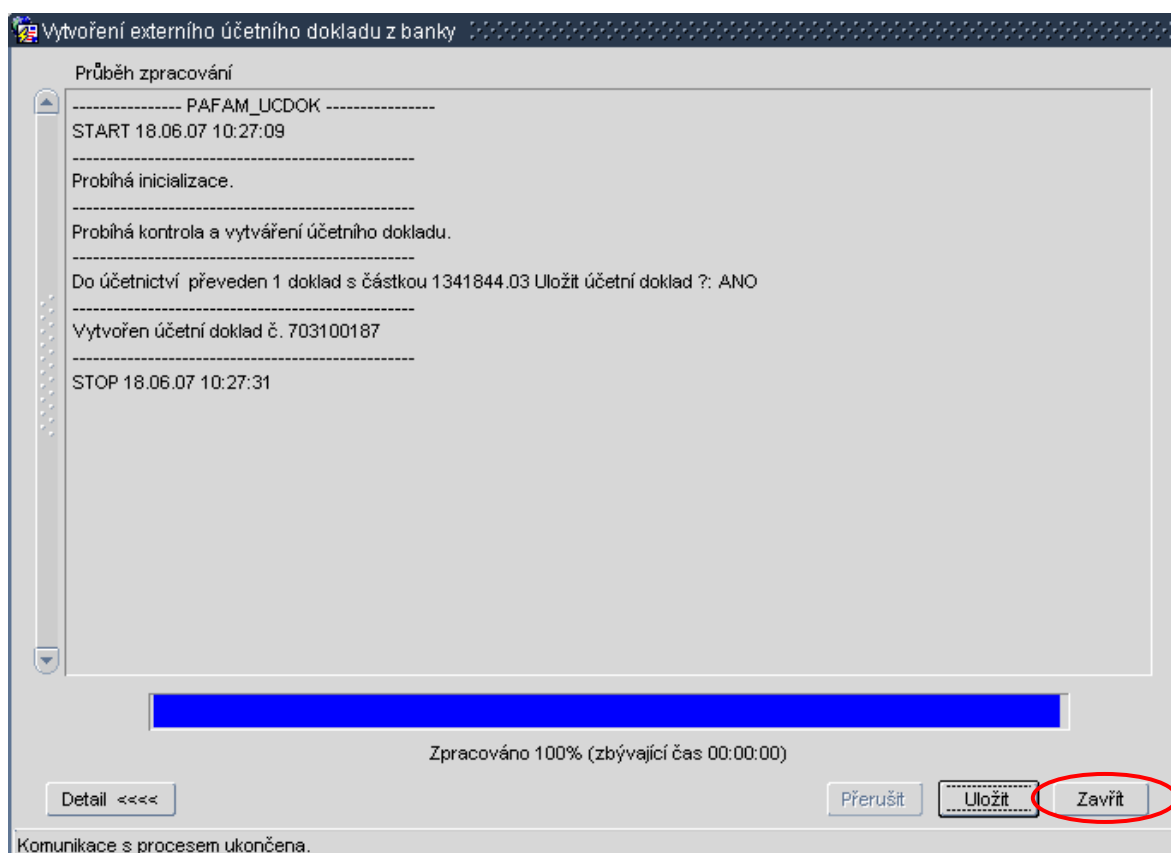 Vytvoření externího účetního dokladu z banky
Průběh zpracování
---------------- PAFAM_UCDOK ----------------
START 18.06.07 10:27:09
--------------------------------------------------
Probíhá inicializace.
--------------------------------------------------
Probíhá kontrola a vytváření účetního dokladu.
--------------------------------------------------
Do účetnictví  převeden 1 doklad s částkou 1341844.03 Uložit účetní doklad ?: ANO
--------------------------------------------------
Vytvořen účetní doklad č. 703100187
--------------------------------------------------
STOP 18.06.07 10:27:31
Zpracováno 100% (zbývající čas 00:00:00)
Detail <<<< Přerušit Uložit Zavřít
Komunikace s procesem ukončena.